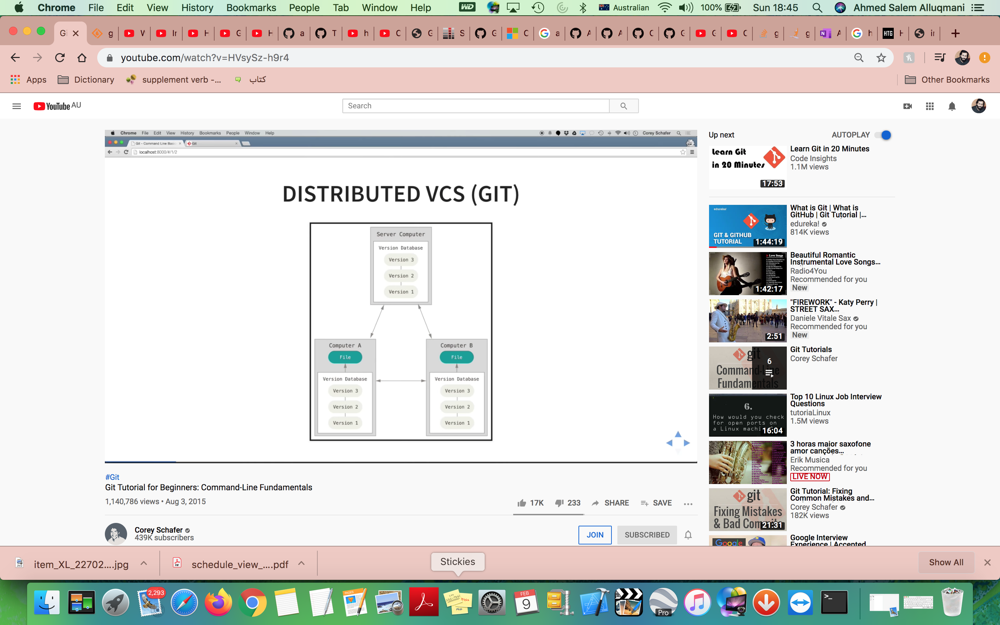 Chrome File Edit View History Bookmarks People Tab Window Help WD Australian 100% Sun 18:45 Ahmed Salem Alluqmani
youtube.com/watch?v=HVsySz-h9r4
Apps Dictionary supplement verb -... كتاب Other Bookmarks
YouTube AU Search
Chrome File Edit View History Bookmarks People Window Help Corey Schafer
Git - Command Line Basic Git
localhost:8000/#/1/2
DISTRIBUTED VCS (GIT)
Server Computer
Version Database
Version 3
Version 2
Version 1
Computer A
File
Version Database
Version 3
Version 2
Version 1
Computer B
File
Version Database
Version 3
Version 2
Version 1
#Git
Git Tutorial for Beginners: Command-Line Fundamentals
1,140,786 views • Aug 3, 2015
17K 233 SHARE SAVE
Corey Schafer
439K subscribers
JOIN SUBSCRIBED
Up next AUTOPLAY
Learn Git
in 20 Minutes
17:53
Learn Git in 20 Minutes
Code Insights
1.1M views
edureka!
GIT & GITHUB
TUTORIAL
1:44:19
What is Git | What is
GitHub | Git Tutorial |...
edureka!
814K views
Love Songs
1:42:17
Beautiful Romantic
Instrumental Love Songs...
Radio4You
Recommended for you
New
2:51
"FIREWORK" - Katy Perry |
STREET SAX...
Daniele Vitale Sax
Recommended for you
New
git
Command-Line
Fundamentals
6
Git Tutorials
Corey Schafer
6.
How would you check
for open ports on
a Linux machi
16:04
Top 10 Linux Job Interview
Questions
tutoriaLinux
1.5M views
3 horas maior saxofone
amor canções...
Erik Musica
Recommended for you
LIVE NOW
git
Fixing Mistakes
& Bad Commits
21:31
Git Tutorial: Fixing
Common Mistakes and...
Corey Schafer
182K views
Google
Google Interview
Experience | Accepted
item_XL_22702....jpg schedule_view_....pdf Show All
Stickies
2,293
PAGES
FEB
9
Pro